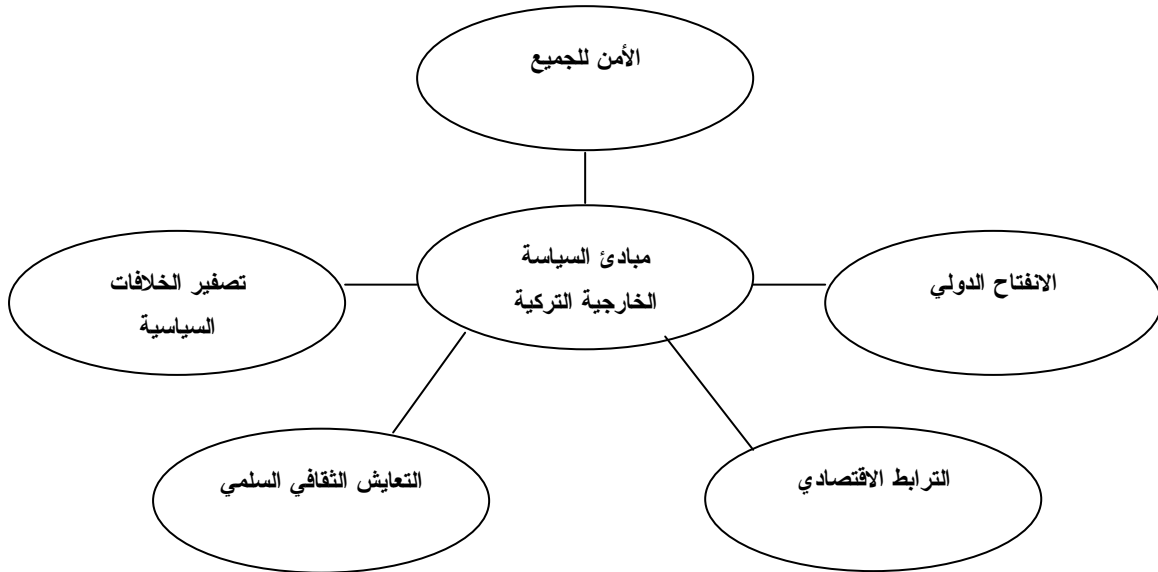 الأمن للجميع
مبادئ السياسة
الخارجية التركية
الانفتاح الدولي
تصفير الخلافات
السياسية
الترابط الاقتصادي
التعايش الثقافي السلمي